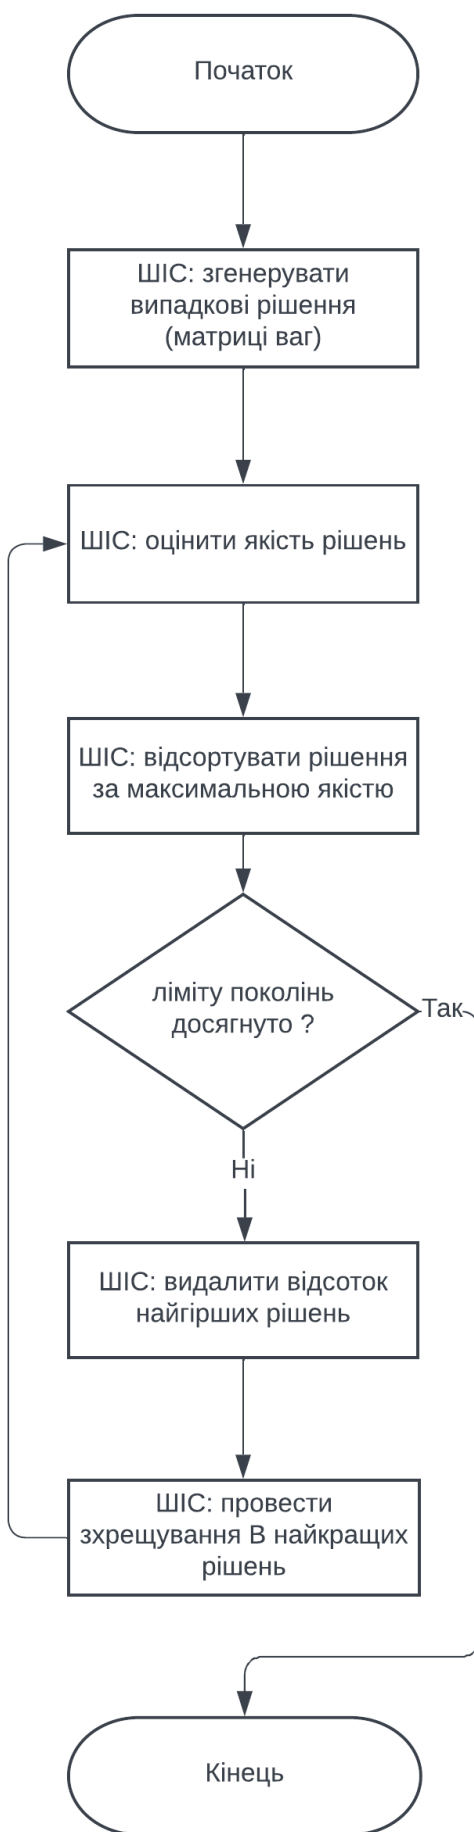 Початок
ШІС: згенерувати
випадкові рішення
(матриці ваг)
ШІС: оцінити якість рішень
ШІС: відсортувати рішення
за максимальною якістю
ліміту поколінь
досягнуто ?
Так
Ні
ШІС: видалити відсоток
найгірших рішень
ШІС: провести
зхрещування В найкращих
рішень
Кінець